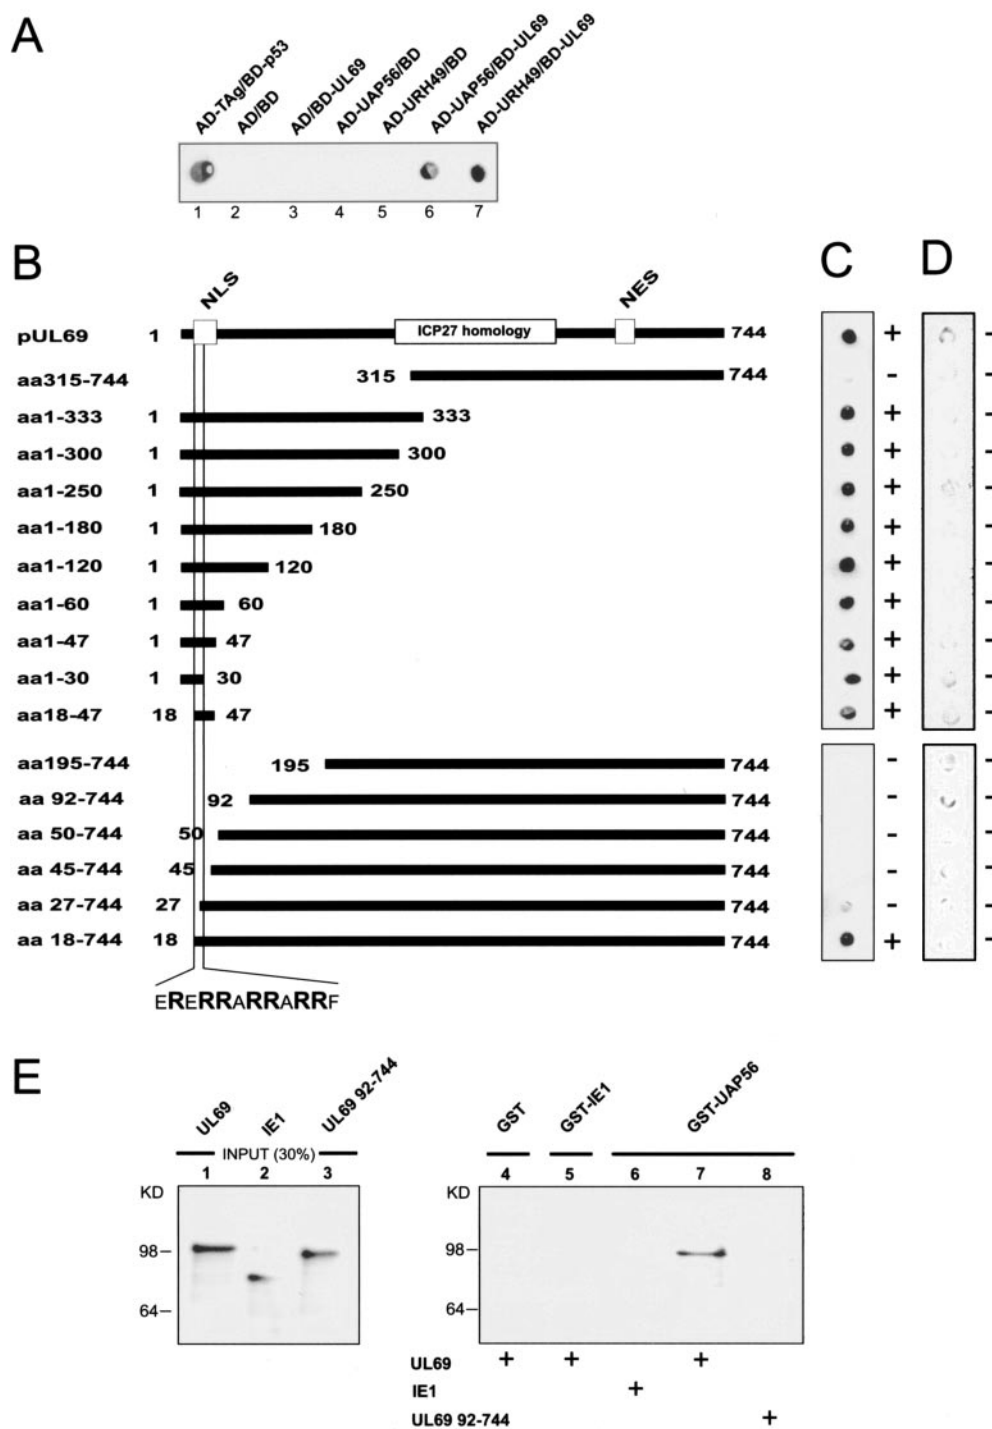 A
AD-TAg/BD-p53
AD/BD
AD/BD-UL69
AD-UAP56/BD
AD-URH49/BD
AD-UAP56/BD-UL69
AD-URH49/BD-UL69
1 2 3 4 5 6 7
B
C
D
NLS
NES
pUL69 1 ICP27 homology 744 + -
aa315-744 315 744 - -
aa1-333 1 333 + -
aa1-300 1 300 + -
aa1-250 1 250 + -
aa1-180 1 180 + -
aa1-120 1 120 + -
aa1-60 1 60 + -
aa1-47 1 47 + -
aa1-30 1 30 + -
aa18-47 18 47 + -
aa195-744 195 744 - -
aa 92-744 92 744 - -
aa 50-744 50 744 - -
aa 45-744 45 744 - -
aa 27-744 27 744 - -
aa 18-744 18 744 + -
ERERRARRARRF
E
UL69
IE1
UL69 92-744
INPUT (30%)
1 2 3
KD
98
64
GST
GST-IE1
GST-UAP56
4 5 6 7 8
KD
98
64
UL69 + + +
IE1 +
UL69 92-744 +